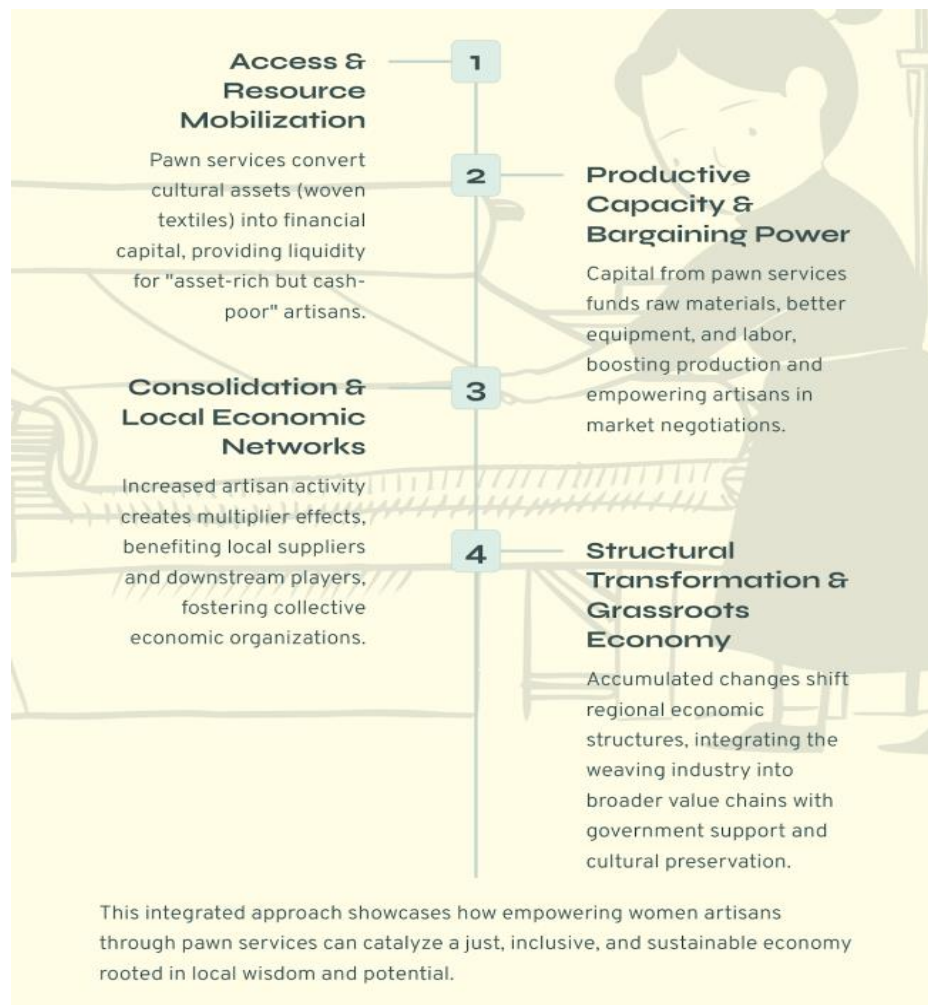 1
Access &
Resource
Mobilization
Pawn services convert
cultural assets (woven
textiles) into financial
capital, providing liquidity
for "asset-rich but cash-
poor" artisans.
2
Productive
Capacity &
Bargaining Power
Capital from pawn services
funds raw materials, better
equipment, and labor,
boosting production and
empowering artisans in
market negotiations.
3
Consolidation &
Local Economic
Networks
Increased artisan activity
creates multiplier effects,
benefiting local suppliers
and downstream players,
fostering collective
economic organizations.
4
Structural
Transformation &
Grassroots
Economy
Accumulated changes shift
regional economic
structures, integrating the
weaving industry into
broader value chains with
government support and
cultural preservation.
This integrated approach showcases how empowering women artisans
through pawn services can catalyze a just, inclusive, and sustainable economy
rooted in local wisdom and potential.